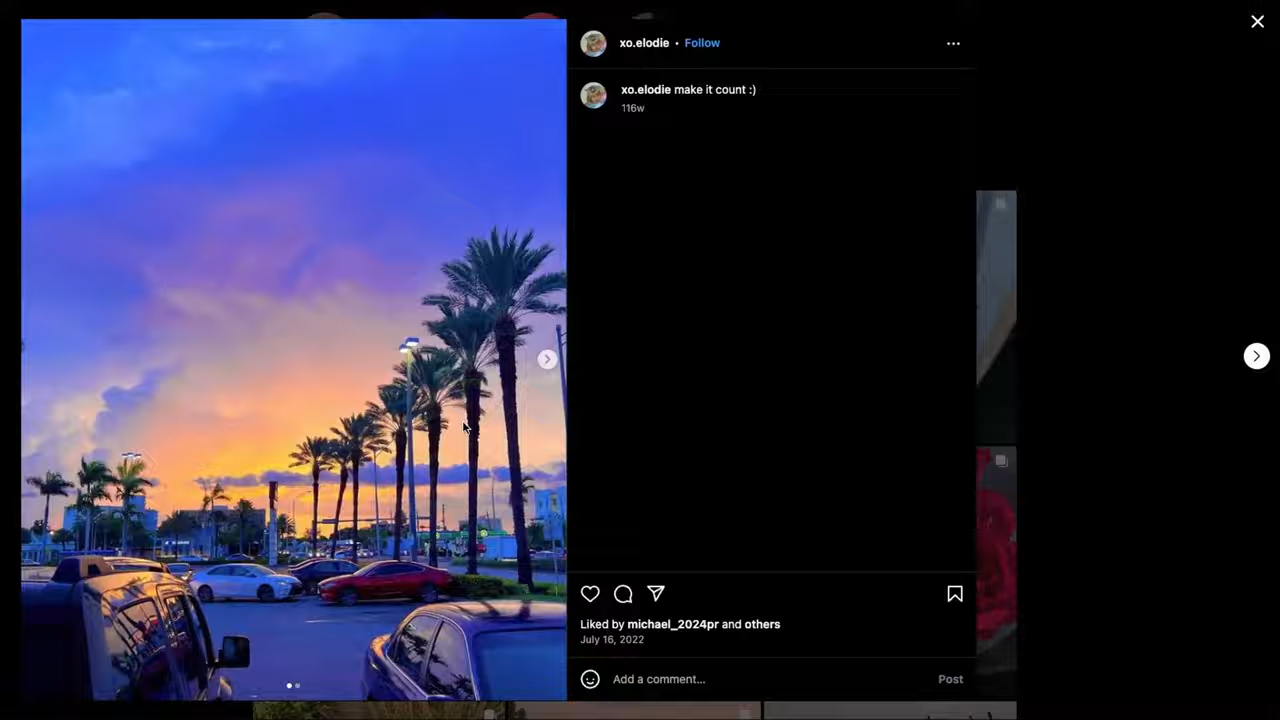 xo.elodie • Follow
xo.elodie make it count :)
116w
Liked by michael_2024pr and others
July 16, 2022
Add a comment... Post